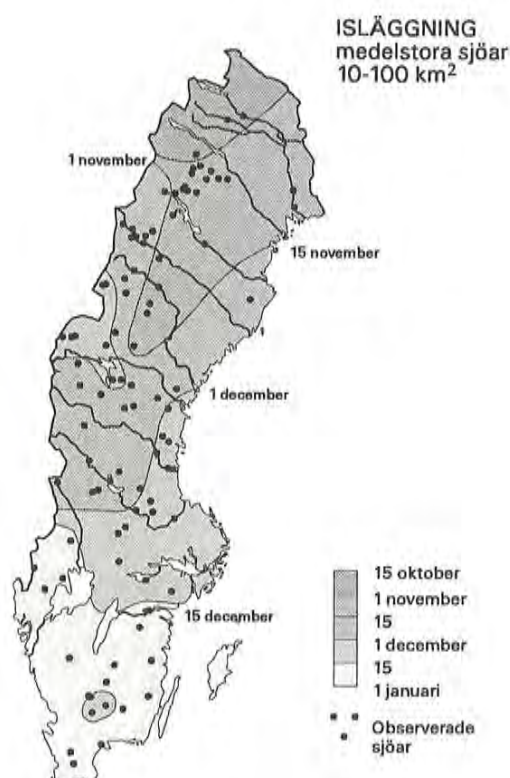 ISLÄGGNING
medelstora sjöar
10-100 km²
1 november
15 november
1 december
15 december
15 oktober
1 november
15
1 december
15
1 januari
Observerade
sjöar